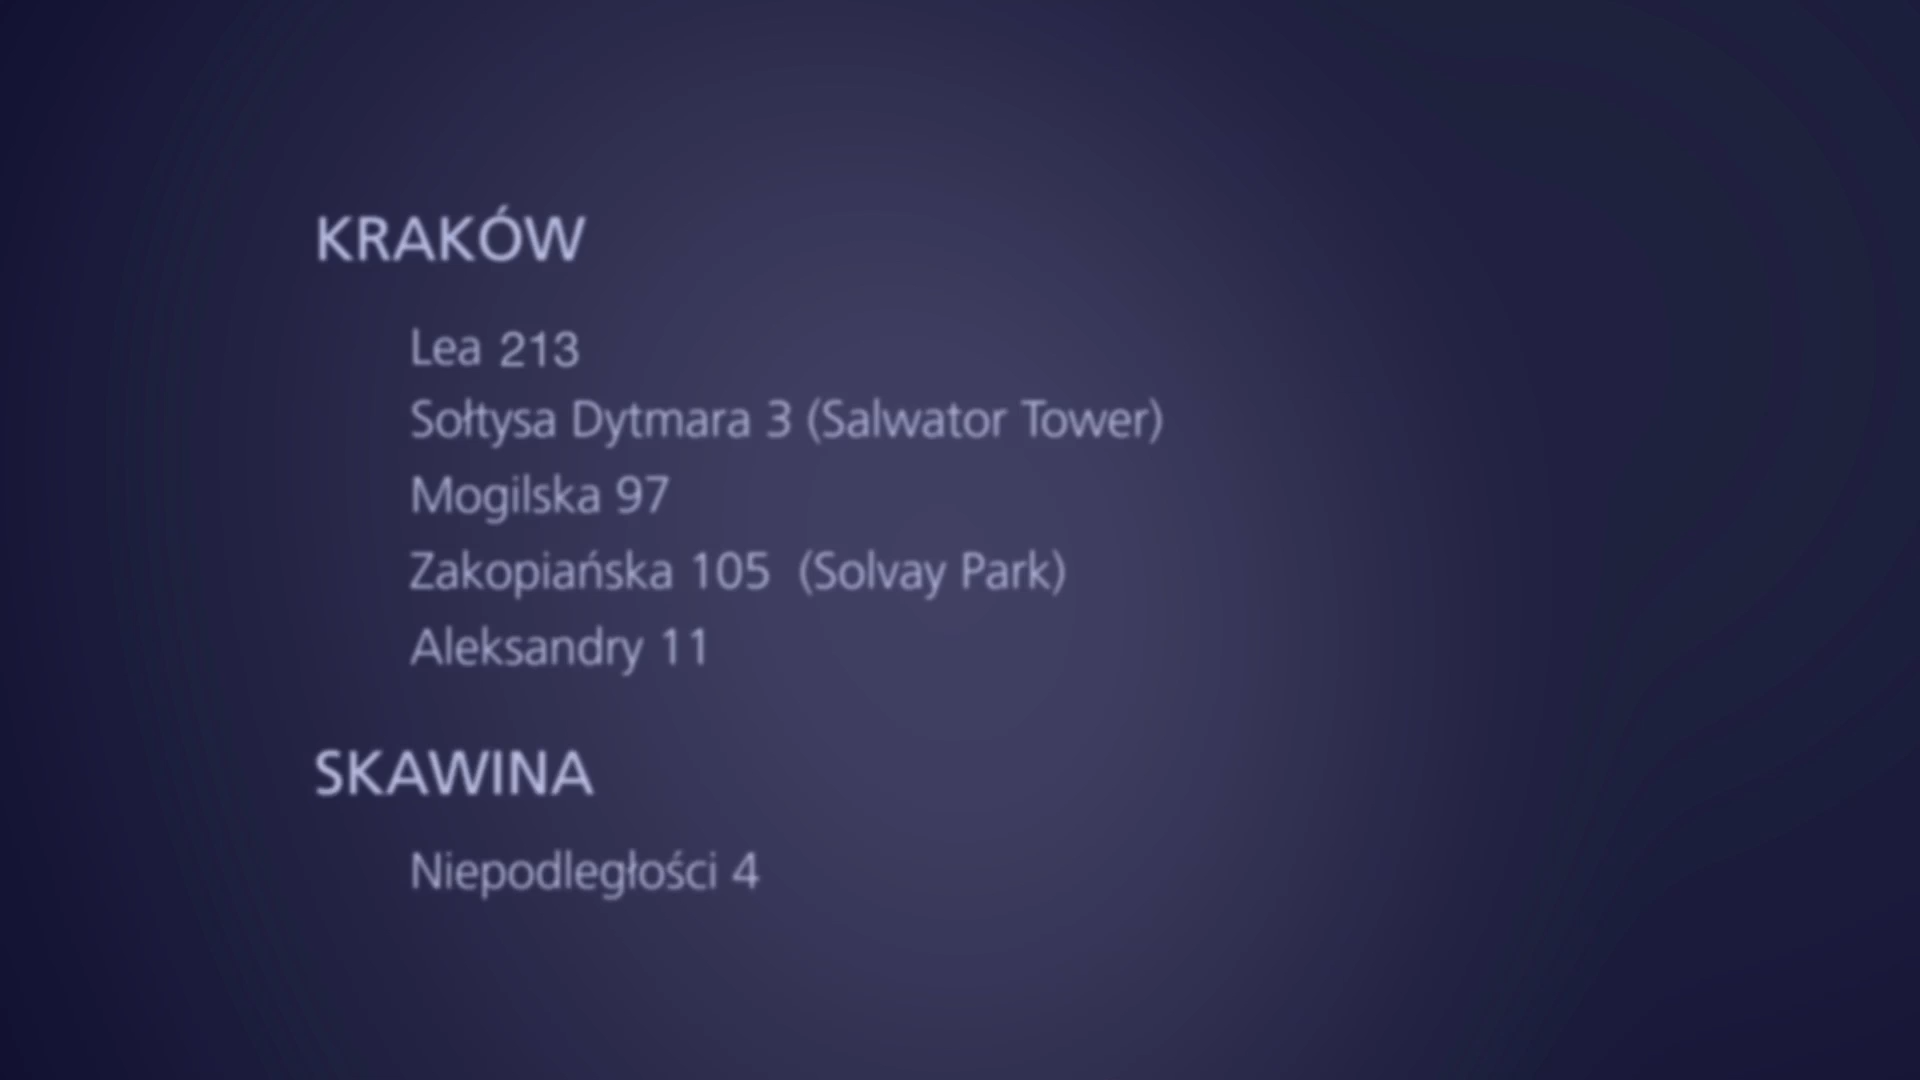 KRAKÓW
Lea 213
Sołtysa Dytmara 3 (Salwator Tower)
Mogilska 97
Zakopiańska 105 (Solvay Park)
Aleksandry 11
SKAWINA
Niepodległości 4